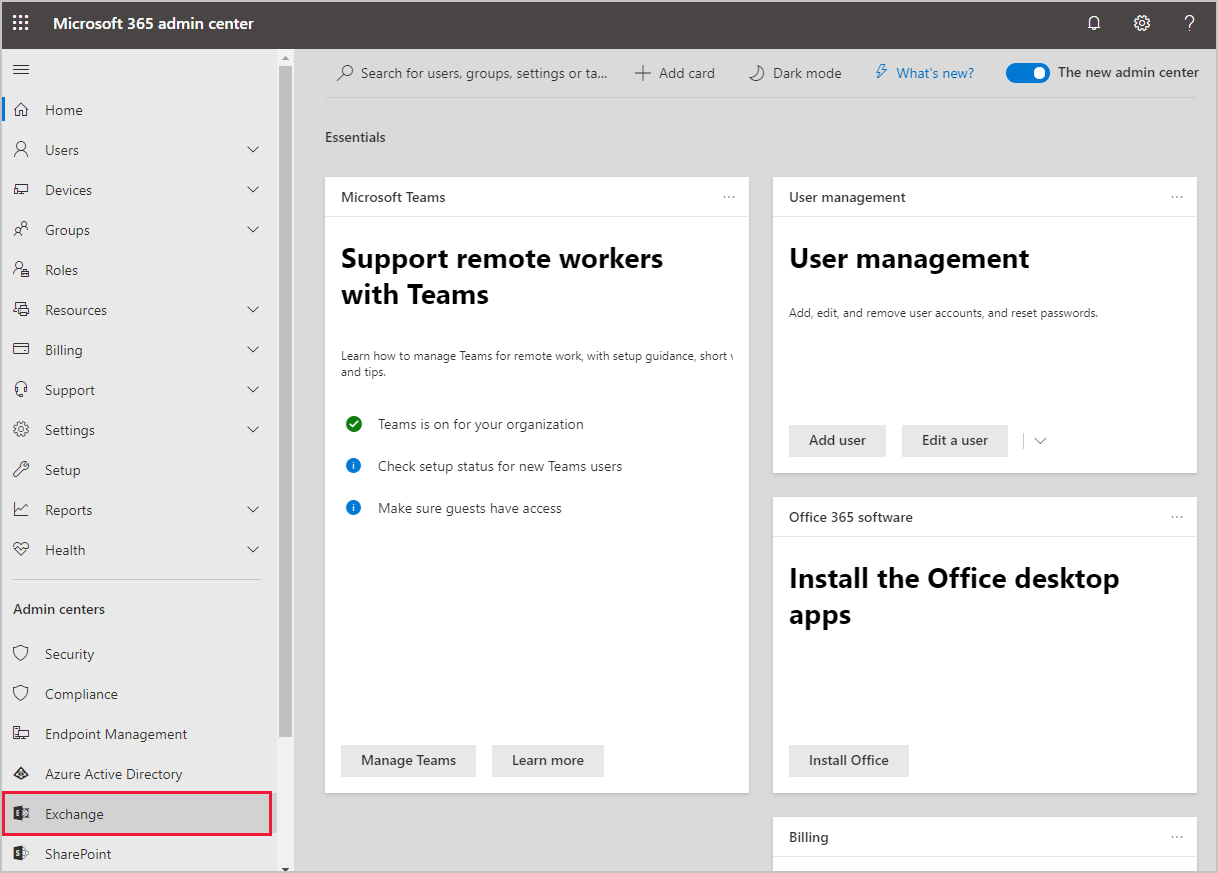 Microsoft 365 admin center
Search for users, groups, settings or ta...
Add card
Dark mode
What's new?
The new admin center
Home
Users
Devices
Groups
Roles
Resources
Billing
Support
Settings
Setup
Reports
Health
Admin centers
Security
Compliance
Endpoint Management
Azure Active Directory
Exchange
SharePoint
Essentials
Microsoft Teams
Support remote workers
with Teams
Learn how to manage Teams for remote work, with setup guidance, short
and tips.
Teams is on for your organization
Check setup status for new Teams users
Make sure guests have access
Manage Teams
Learn more
User management
User management
Add, edit, and remove user accounts, and reset passwords.
Add user
Edit a user
Office 365 software
Install the Office desktop
apps
Install Office
Billing